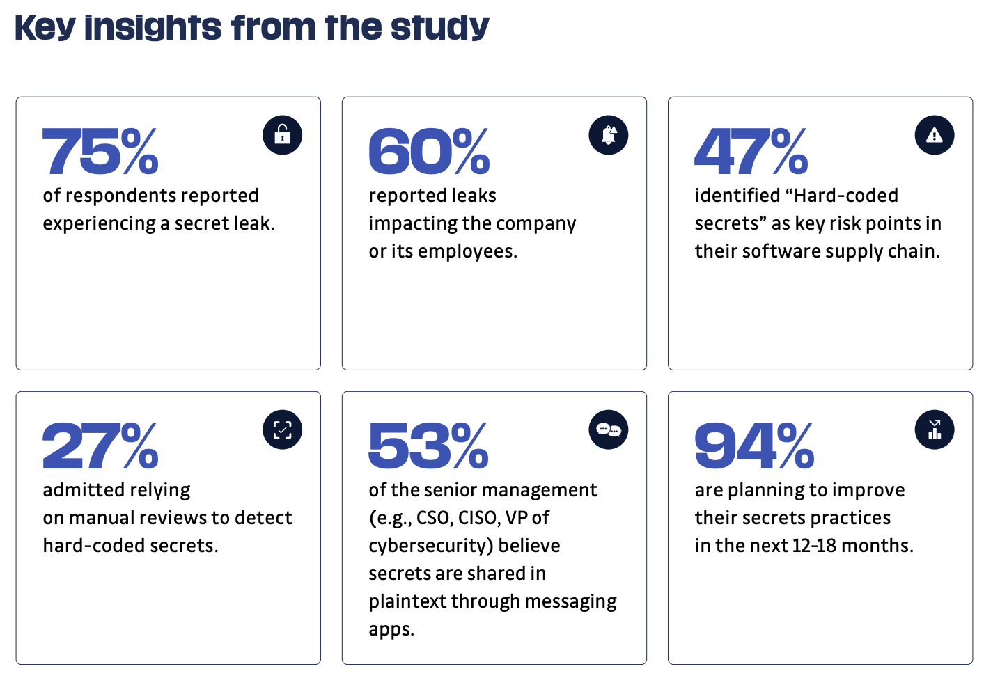 Key insights from the study
75%
of respondents reported
experiencing a secret leak.
60%
reported leaks
impacting the company
or its employees.
47%
identified “Hard-coded
secrets” as key risk points in
their software supply chain.
27%
admitted relying
on manual reviews to detect
hard-coded secrets.
53%
of the senior management
(e.g., CSO, CISO, VP of
cybersecurity) believe
secrets are shared in
plaintext through messaging
apps.
94%
are planning to improve
their secrets practices
in the next 12-18 months.